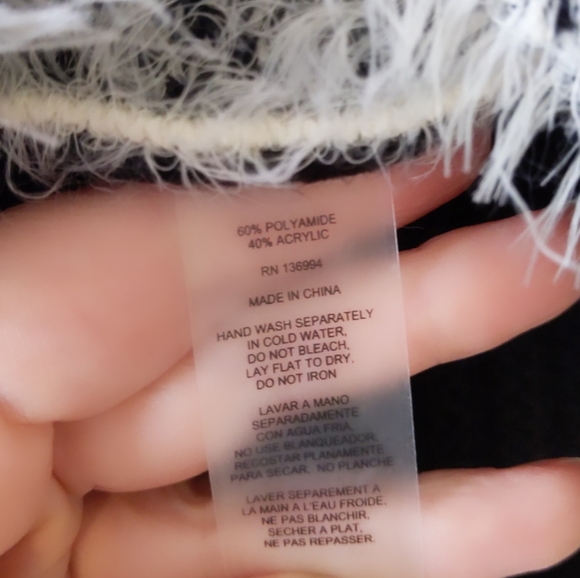 60% POLYAMIDE
40% ACRYLIC
RN 136994
MADE IN CHINA
HAND WASH SEPARATELY
IN COLD WATER,
DO NOT BLEACH,
LAY FLAT TO DRY.
DO NOT IRON
LAVAR A MANO
SEPARADAMENTE
CON AGUA FRIA,
NO USE BLANQUEADOR,
RECOSTAR PLANAMENTE
PARA SECAR, NO PLANCHE
LAVER SEPAREMENT A
LA MAIN A L'EAU FROIDE,
NE PAS BLANCHIR,
SECHER A PLAT,
NE PAS REPASSER.